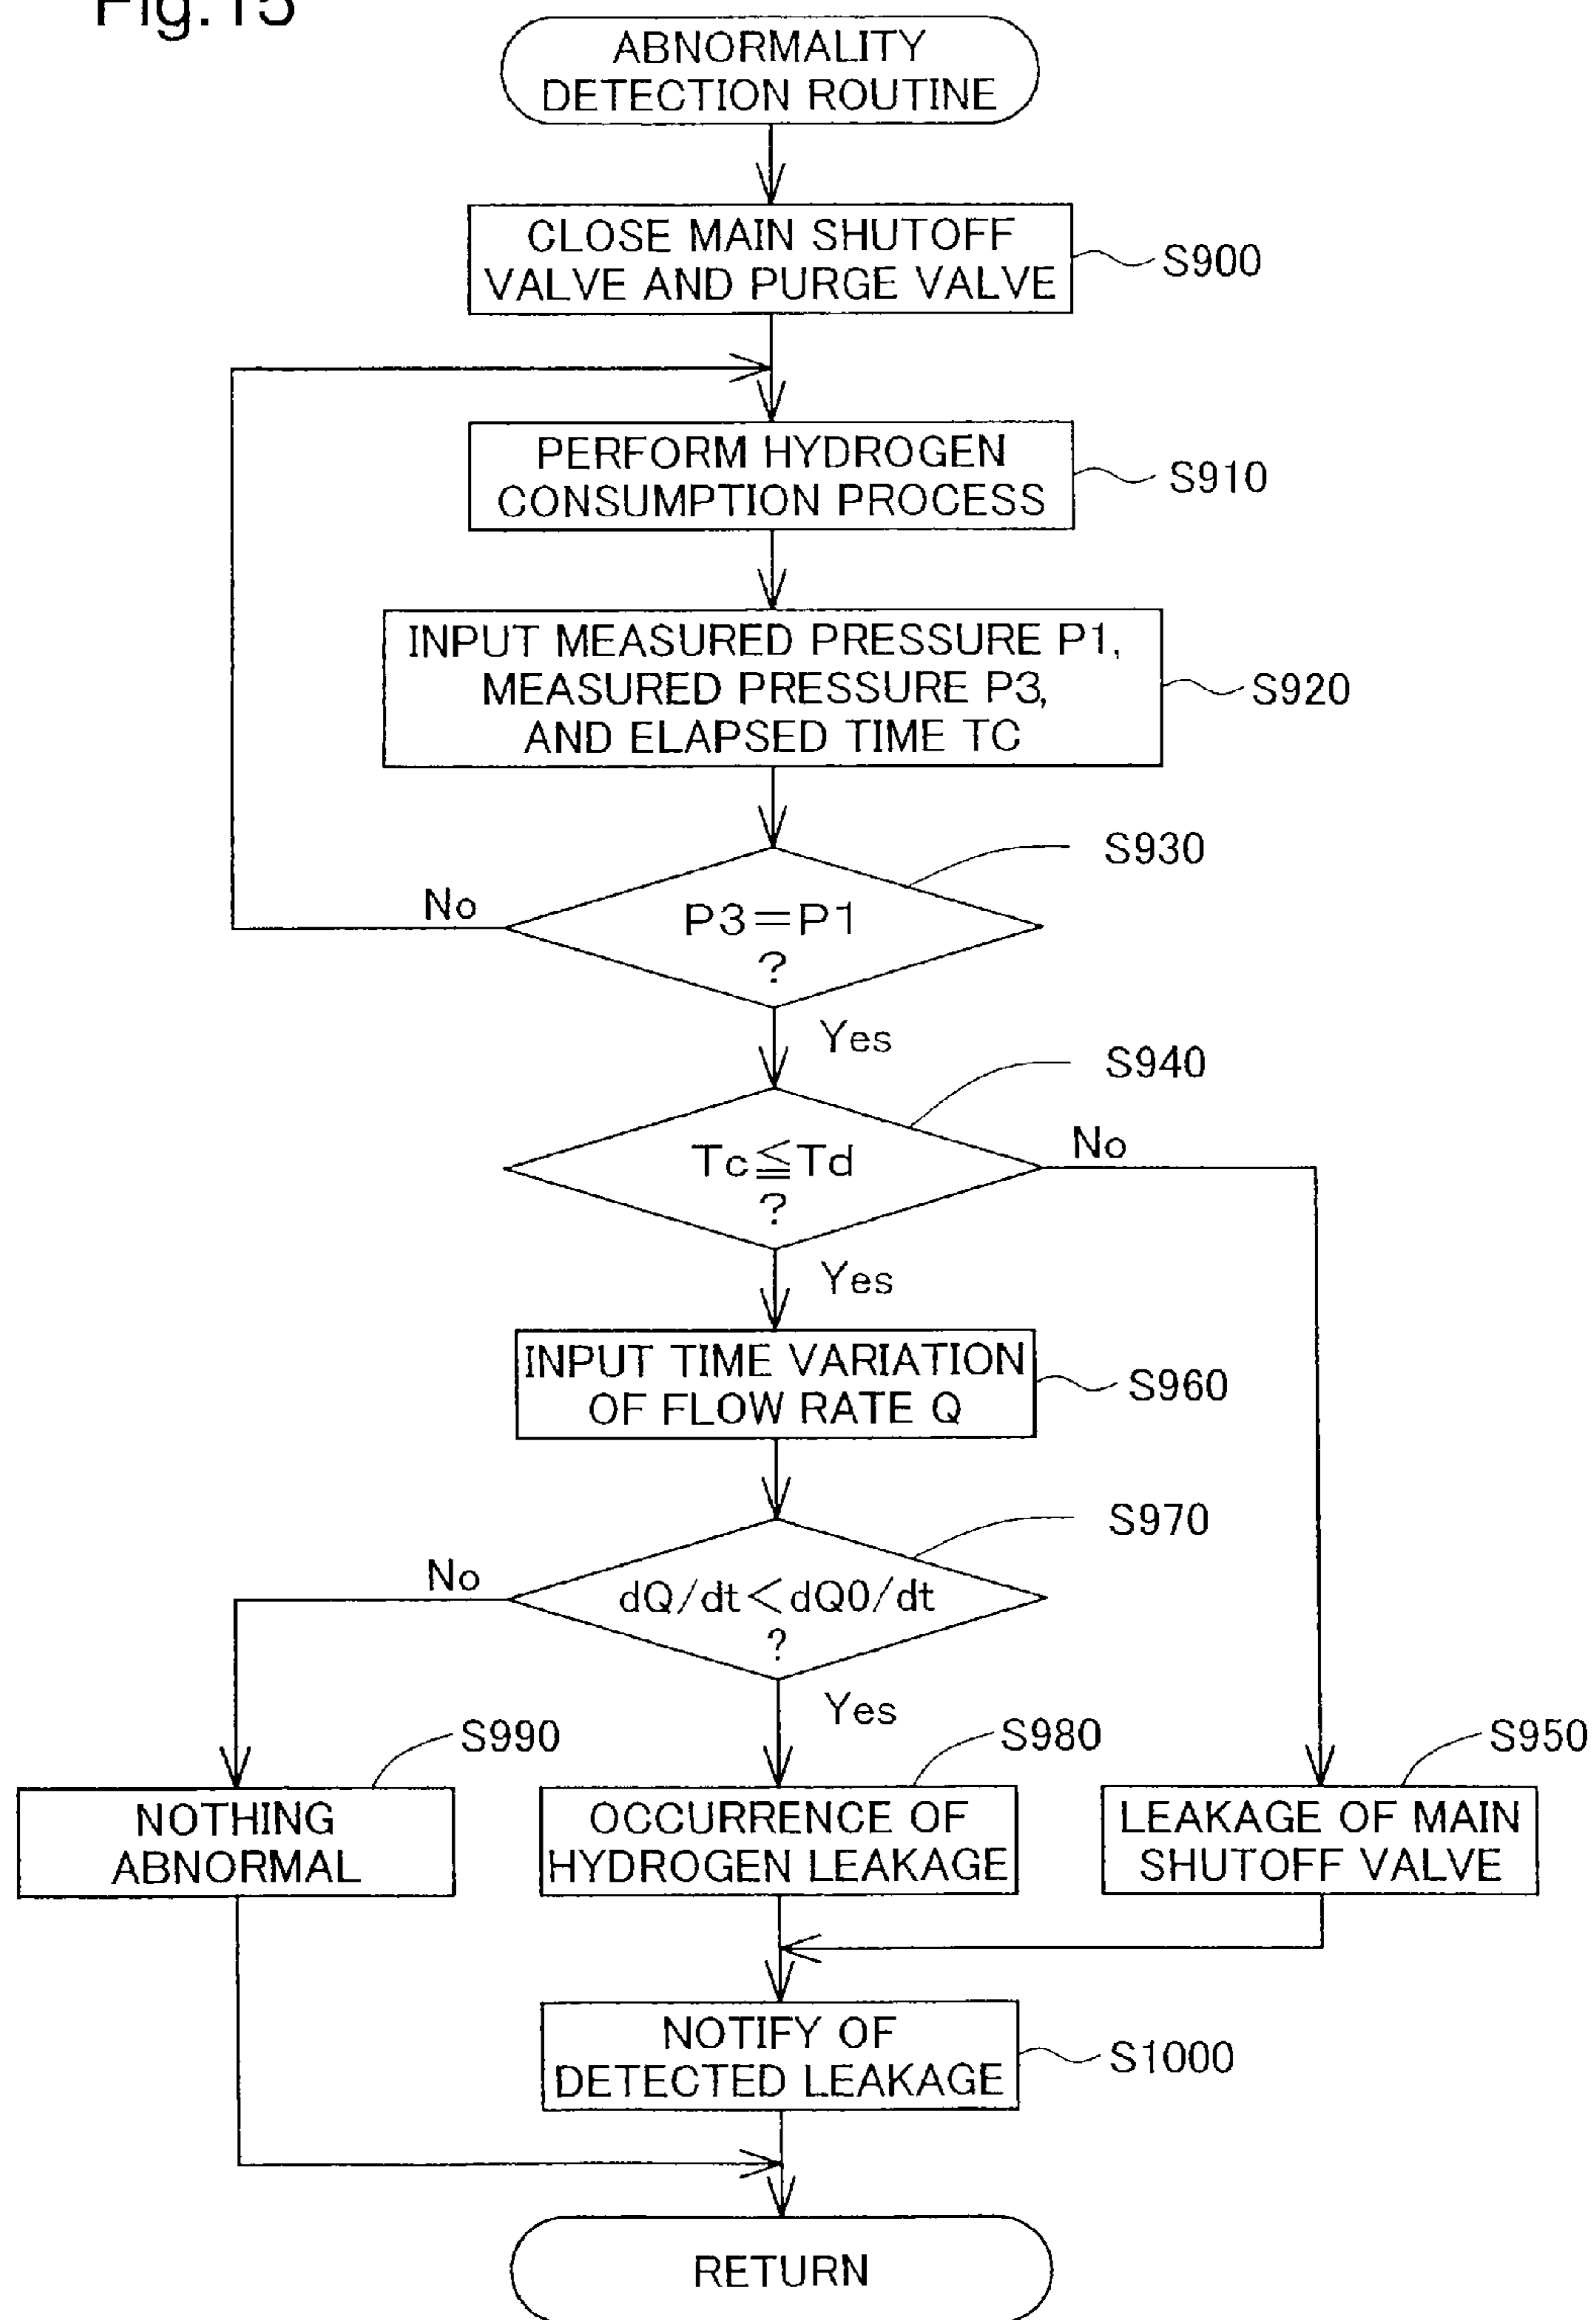 Fig.15
ABNORMALITY
DETECTION ROUTINE
CLOSE MAIN SHUTOFF
VALVE AND PURGE VALVE
S900
PERFORM HYDROGEN
CONSUMPTION PROCESS
S910
INPUT MEASURED PRESSURE P1,
MEASURED PRESSURE P3,
AND ELAPSED TIME TC
S920
S930
No
P3=P1
?
Yes
S940
No
Tc≦Td
?
Yes
INPUT TIME VARIATION
OF FLOW RATE Q
S960
S970
No
dQ/dt<dQ0/dt
?
Yes
S990
S980
S950
NOTHING
ABNORMAL
OCCURRENCE OF
HYDROGEN LEAKAGE
LEAKAGE OF MAIN
SHUTOFF VALVE
NOTIFY OF
DETECTED LEAKAGE
S1000
RETURN